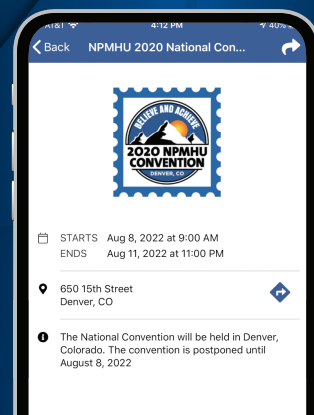 AT&T 4:12 PM 40%
Back NPMHU 2020 National Con...
BELIEVE AND ACHIEVE
2020 NPMHU
CONVENTION
DENVER, CO
STARTS Aug 8, 2022 at 9:00 AM
ENDS Aug 11, 2022 at 11:00 PM
650 15th Street
Denver, CO
The National Convention will be held in Denver,
Colorado. The convention is postponed until
August 8, 2022